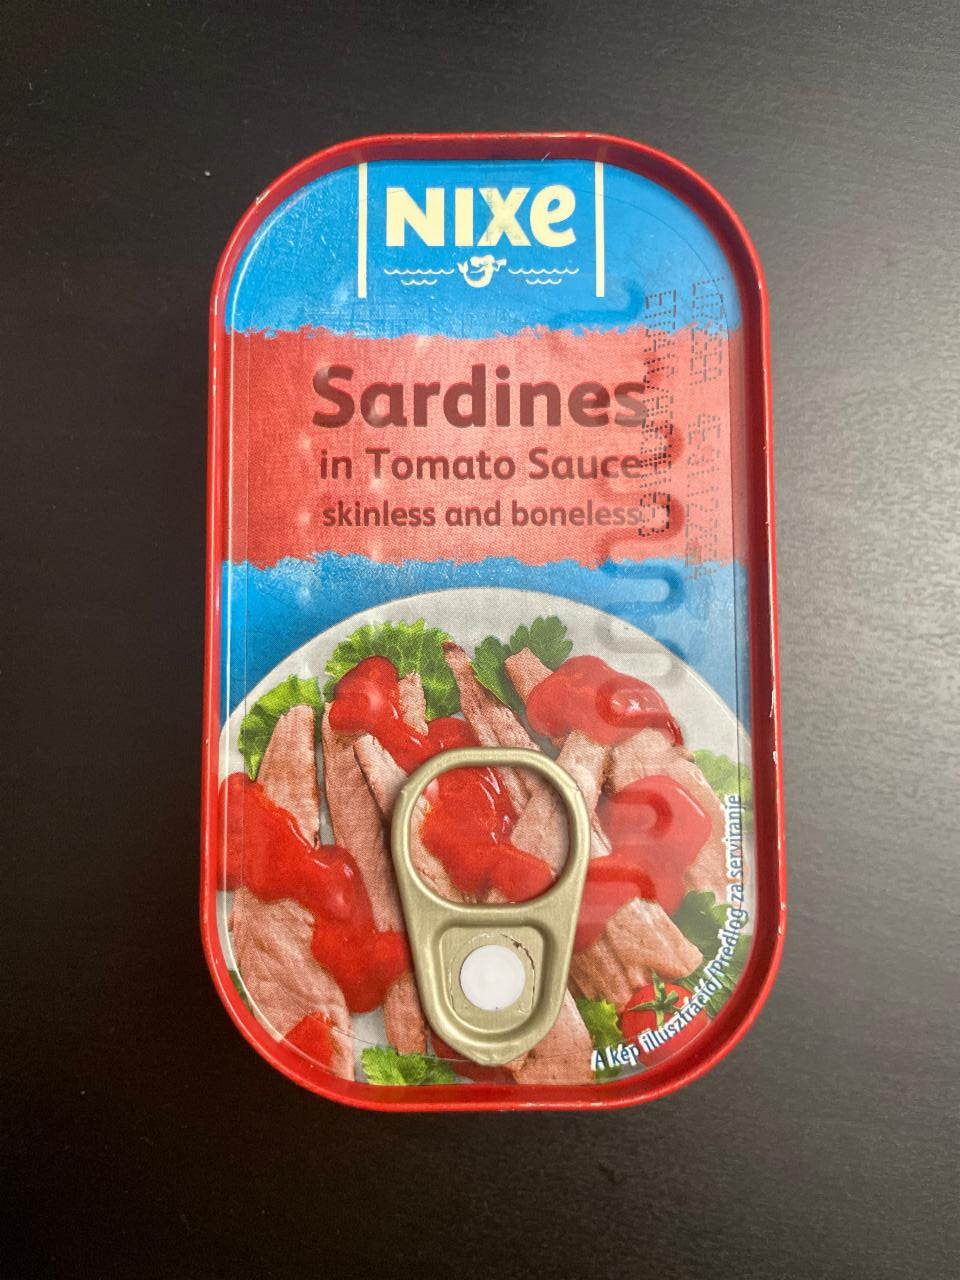 NIXe
Sardines
in Tomato Sauce
skinless and boneless
A kép illusztráció/Predlog za serviranje